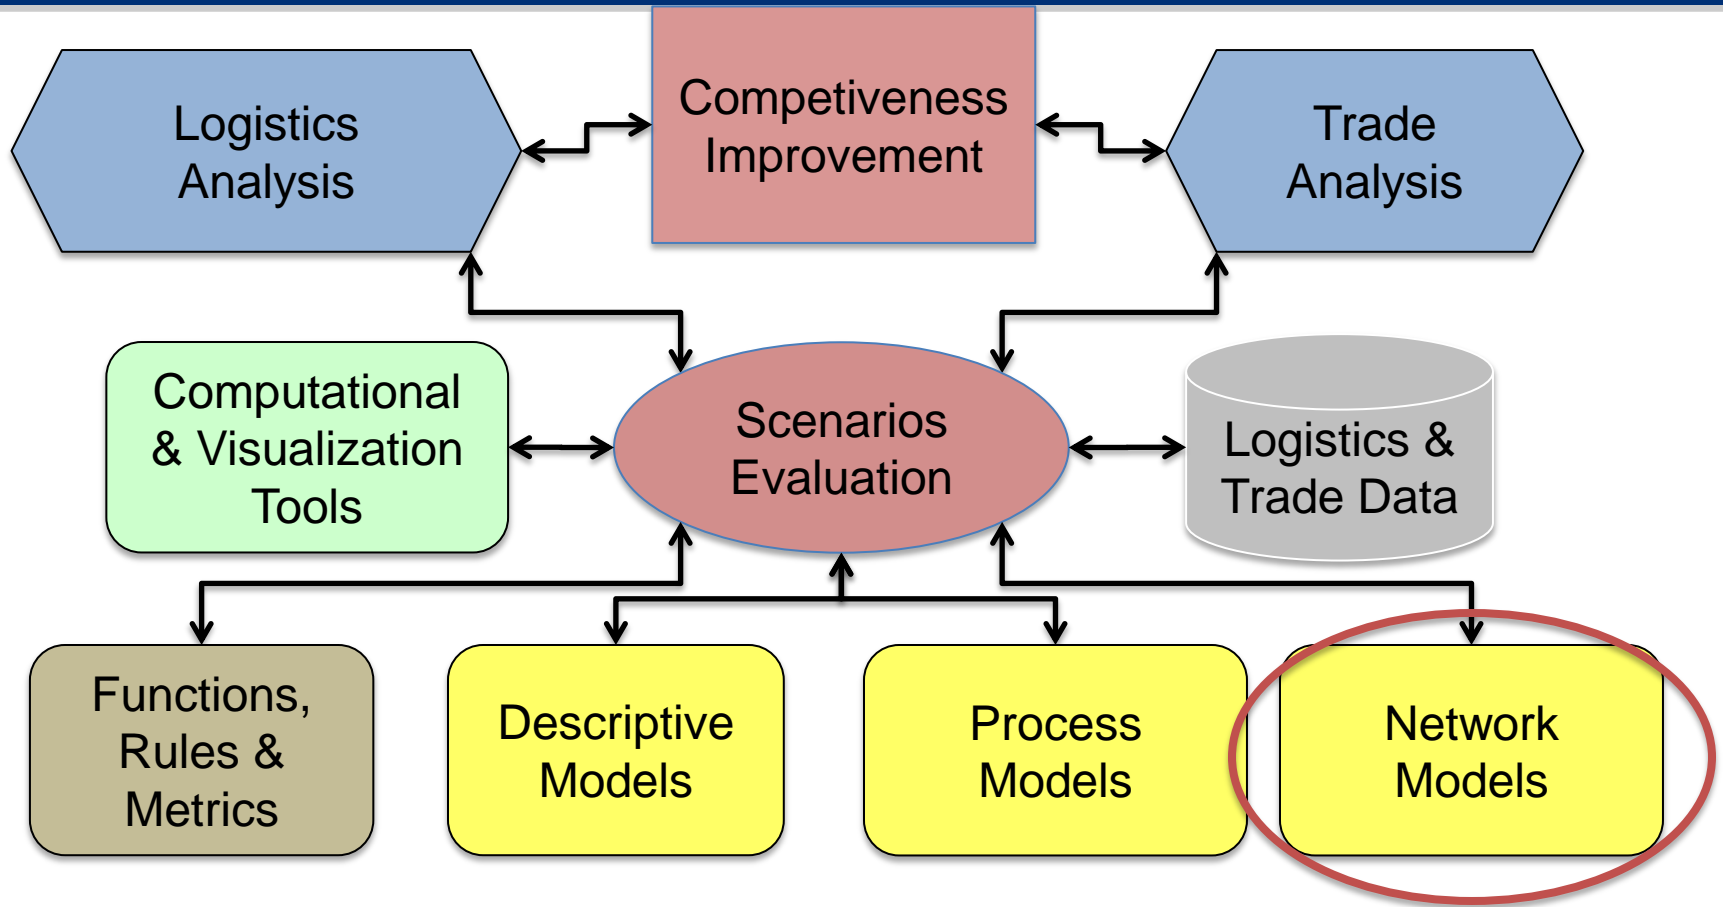 Logistics
Analysis
Competiveness
Improvement
Trade
Analysis
Computational
& Visualization
Tools
Scenarios
Evaluation
Logistics &
Trade Data
Functions,
Rules &
Metrics
Descriptive
Models
Process
Models
Network
Models